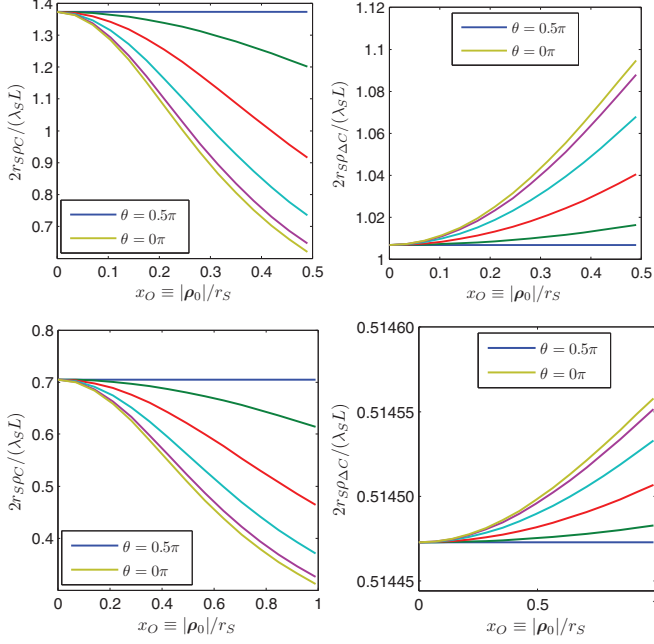 1.4
1.3
1.2
1.1
1
0.9
0.8
0.7
2r_Sρ_C/(λ_SL)
θ = 0.5π
θ = 0π
0 0.1 0.2 0.3 0.4 0.5
x_O ≡ |ρ_0|/r_S
1.12
1.1
1.08
1.06
1.04
1.02
1
2r_Sρ_ΔC/(λ_SL)
θ = 0.5π
θ = 0π
0 0.1 0.2 0.3 0.4 0.5
x_O ≡ |ρ_0|/r_S
0.8
0.7
0.6
0.5
0.4
2r_Sρ_C/(λ_SL)
θ = 0.5π
θ = 0π
0 0.2 0.4 0.6 0.8 1
x_O ≡ |ρ_0|/r_S
0.51460
0.51455
0.51450
0.51445
2r_Sρ_ΔC/(λ_SL)
θ = 0.5π
θ = 0π
0 0.5 1
x_O ≡ |ρ_0|/r_S